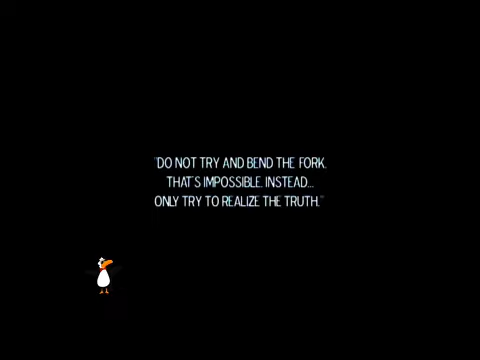 "DO NOT TRY AND BEND THE FORK.
THAT'S IMPOSSIBLE. INSTEAD...
ONLY TRY TO REALIZE THE TRUTH."